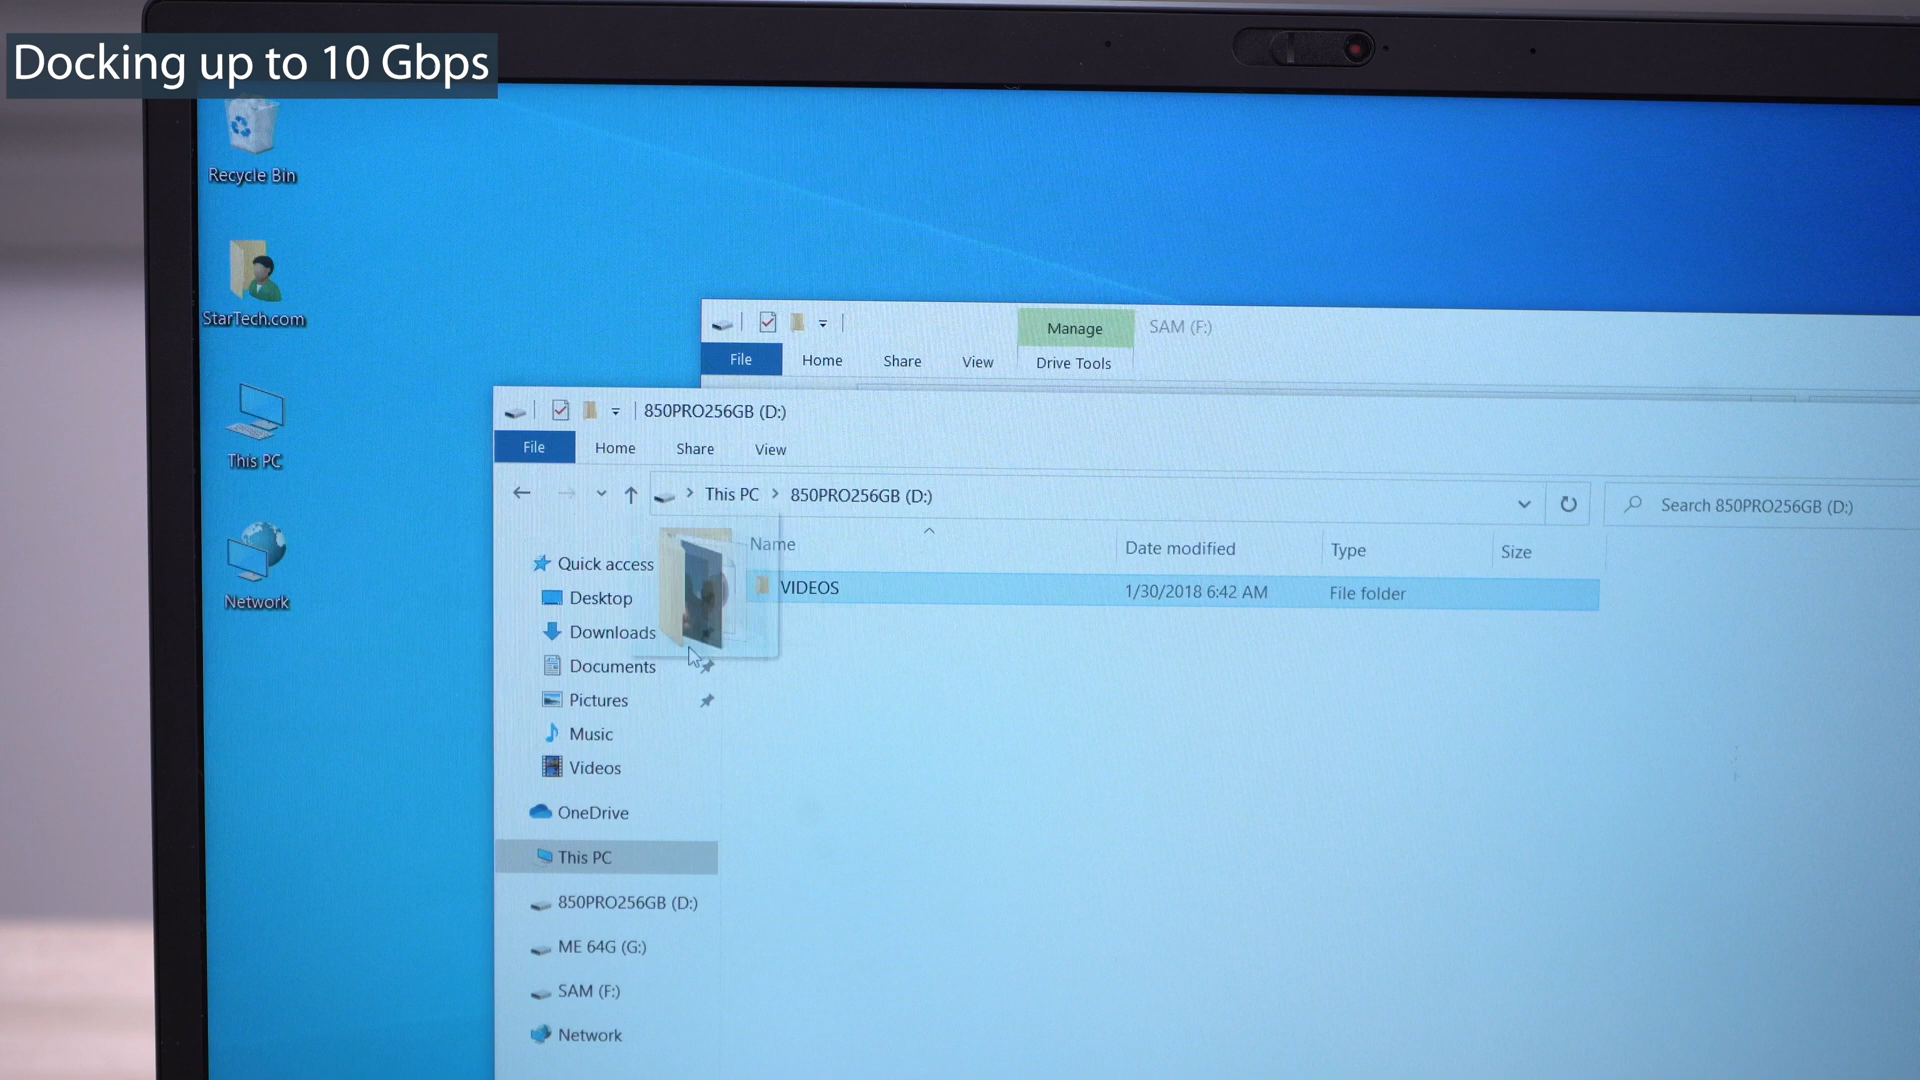 Docking up to 10 Gbps
Recycle Bin
StarTech.com
This PC
Network
Manage
SAM (F:)
File
Home
Share
View
Drive Tools
850PRO256GB (D:)
File
Home
Share
View
This PC
850PRO256GB (D:)
Search 850PRO256GB (D:)
Name
Date modified
Type
Size
VIDEOS
1/30/2018 6:42 AM
File folder
Quick access
Desktop
Downloads
Documents
Pictures
Music
Videos
OneDrive
This PC
850PRO256GB (D:)
ME 64G (G:)
SAM (F:)
Network